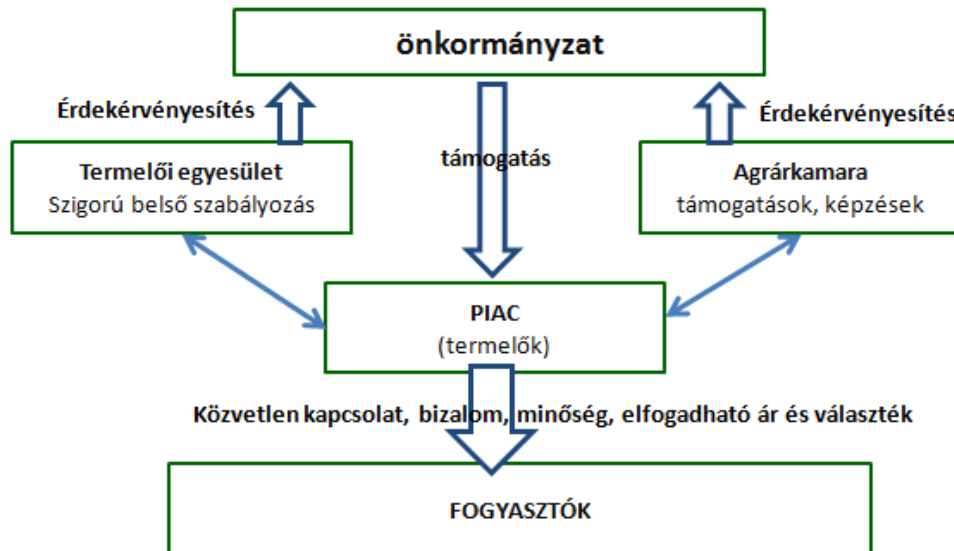 önkormányzat
Érdekérvényesítés
Érdekérvényesítés
Termelői egyesület
Szigorú belső szabályozás
támogatás
Agrárkamara
támogatások, képzések
PIAC
(termelők)
Közvetlen kapcsolat, bizalom, minőség, elfogadható ár és választék
FOGYASZTÓK